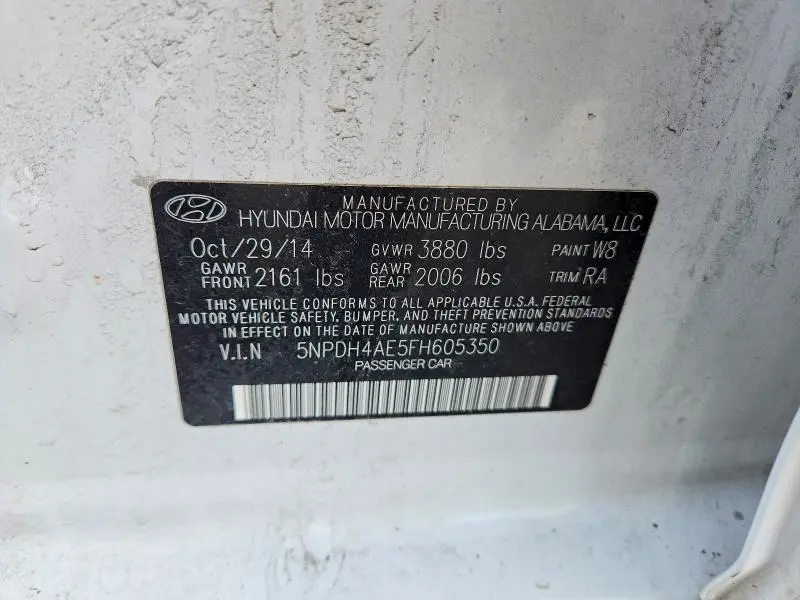 MANUFACTURED BY
HYUNDAI MOTOR MANUFACTURING ALABAMA, LLC
Oct/29/14 GVWR 3880 lbs PAINT W8
GAWR FRONT 2161 lbs GAWR REAR 2006 lbs TRIM RA
THIS VEHICLE CONFORMS TO ALL APPLICABLE U.S.A. FEDERAL
MOTOR VEHICLE SAFETY, BUMPER, AND THEFT PREVENTION STANDARDS
IN EFFECT ON THE DATE OF MANUFACTURE SHOWN ABOVE
V.I.N 5NPDH4AE5FH605350
PASSENGER CAR